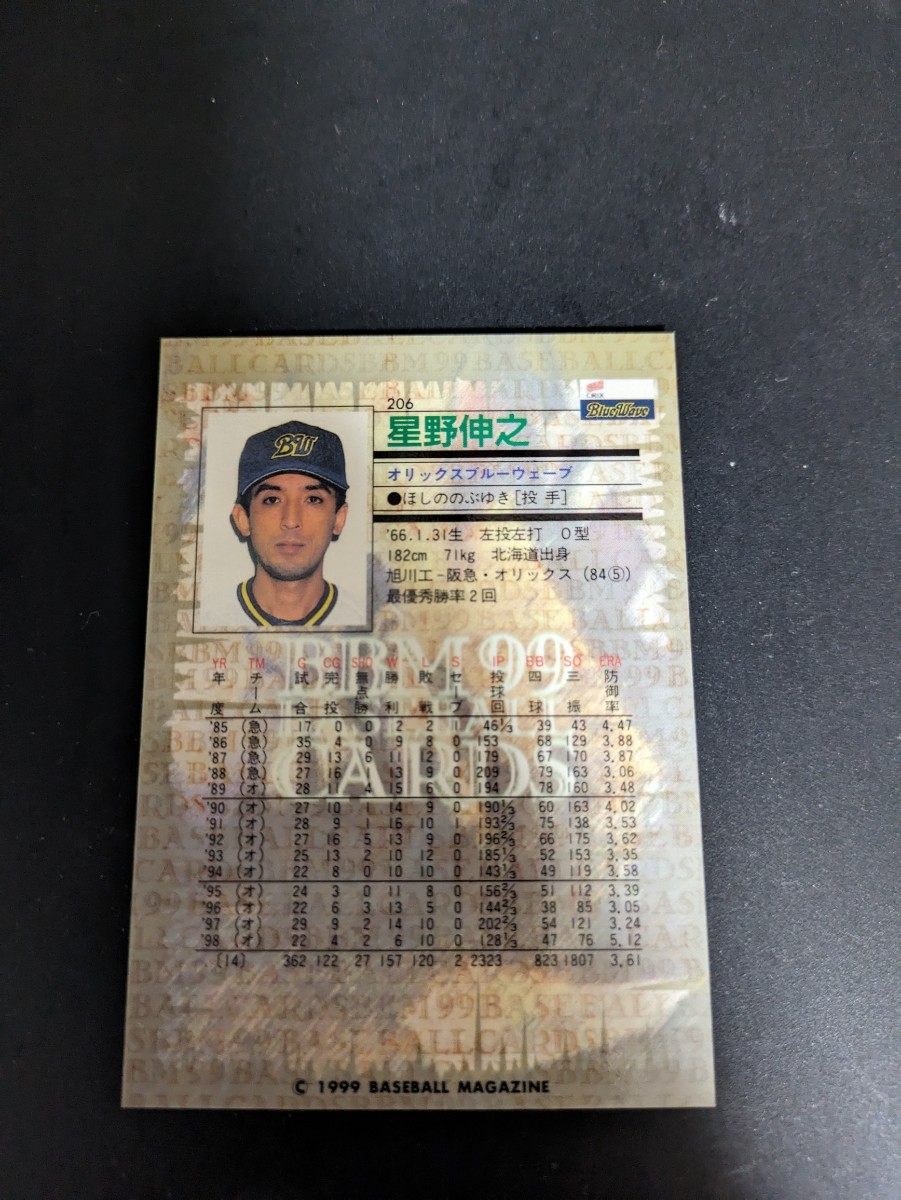 206
星野伸之
ORIX
BlueWave
BW
オリックスブルーウェーブ
●ほしののぶゆき[投手]
'66.1.31生 左投左打 O型
182cm 71kg 北海道出身
旭川工-阪急・オリックス (84⑤)
最優秀勝率2回
BBM 99
BASEBALL
CARDS
YR TM G CG SHO W L S IP BB SO ERA
年度 チーム 試合 完投 無点勝 勝利 敗戦 セーブ 投球回 四球 三振 防御率
'85 (急) 17 0 0 2 2 1 46⅓ 39 43 4.47
'86 (急) 35 4 0 9 8 0 153 68 129 3.88
'87 (急) 29 13 6 11 12 0 179 67 170 3.87
'88 (急) 27 16 13 9 0 209 79 163 3.06
'89 (オ) 28 11 4 15 6 0 194 78 160 3.48
'90 (オ) 27 10 1 14 9 0 190⅓ 60 163 4.02
'91 (オ) 28 9 1 16 10 1 193⅔ 75 138 3.53
'92 (オ) 27 16 5 13 9 0 196⅔ 66 175 3.62
'93 (オ) 25 13 2 10 12 0 185⅓ 52 153 3.35
'94 (オ) 22 8 0 10 10 0 143⅓ 49 119 3.58
'95 (オ) 24 3 0 11 8 0 156⅔ 51 112 3.39
'96 (オ) 22 6 3 13 5 0 144⅔ 38 85 3.05
'97 (オ) 29 9 2 14 10 0 202⅔ 54 121 3.24
'98 (オ) 22 4 2 6 10 0 128⅓ 47 76 5.12
[14] 362 122 27 157 120 2 2323 823 1807 3.61
© 1999 BASEBALL MAGAZINE